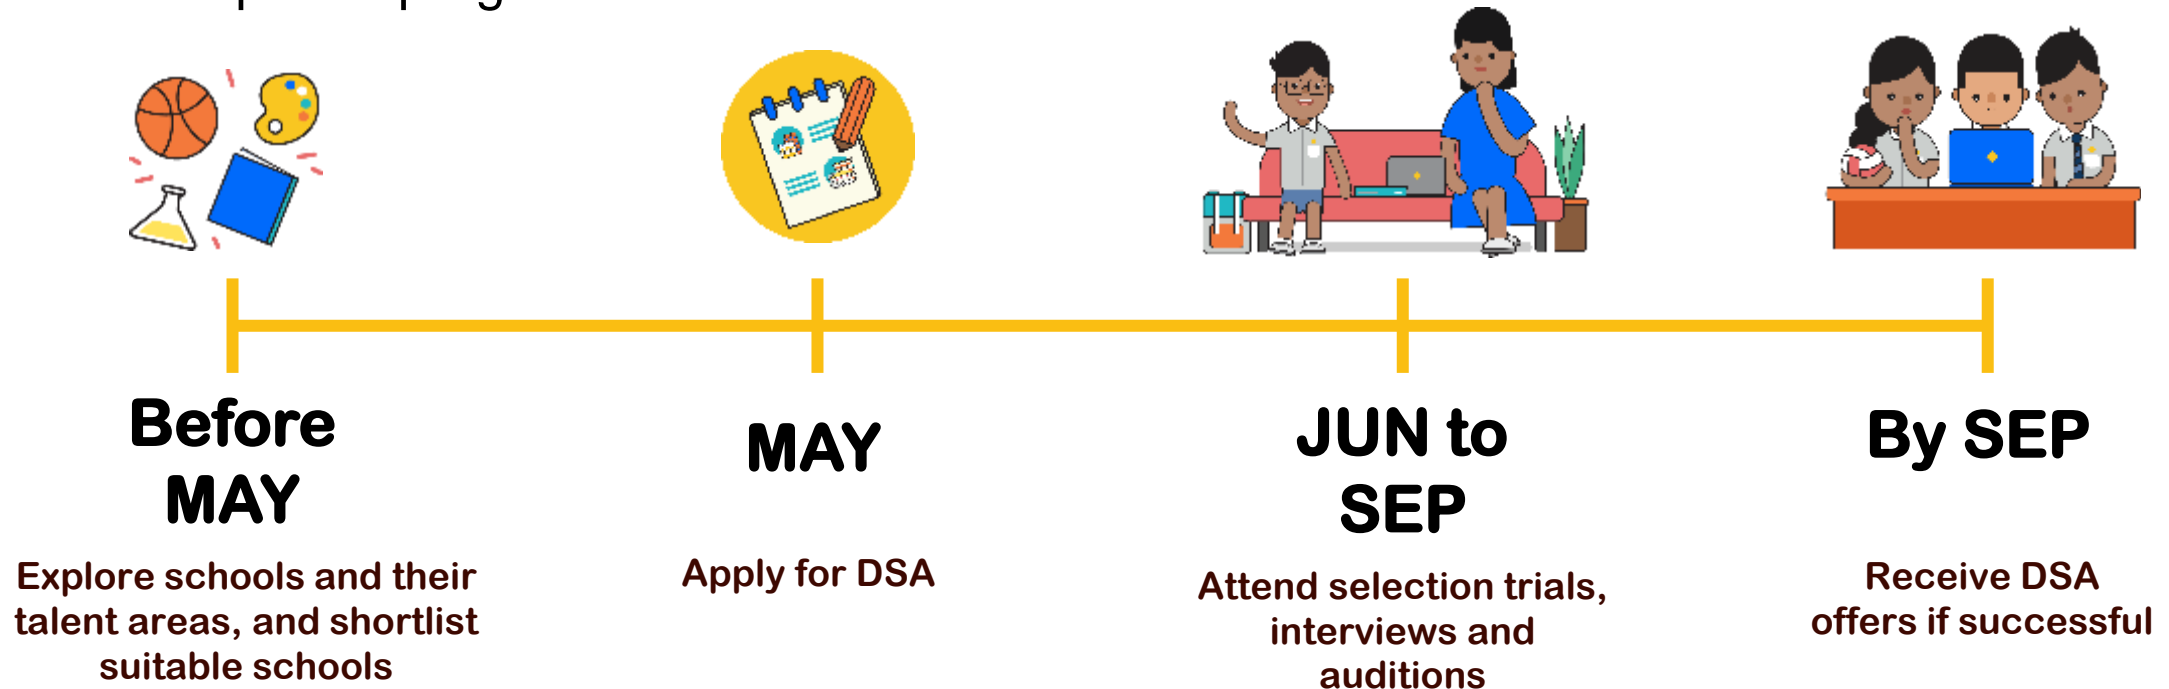 Before
MAY
Explore schools and their
talent areas, and shortlist
suitable schools
MAY
Apply for DSA
JUN to
SEP
Attend selection trials,
interviews and
auditions
By SEP
Receive DSA
offers if successful